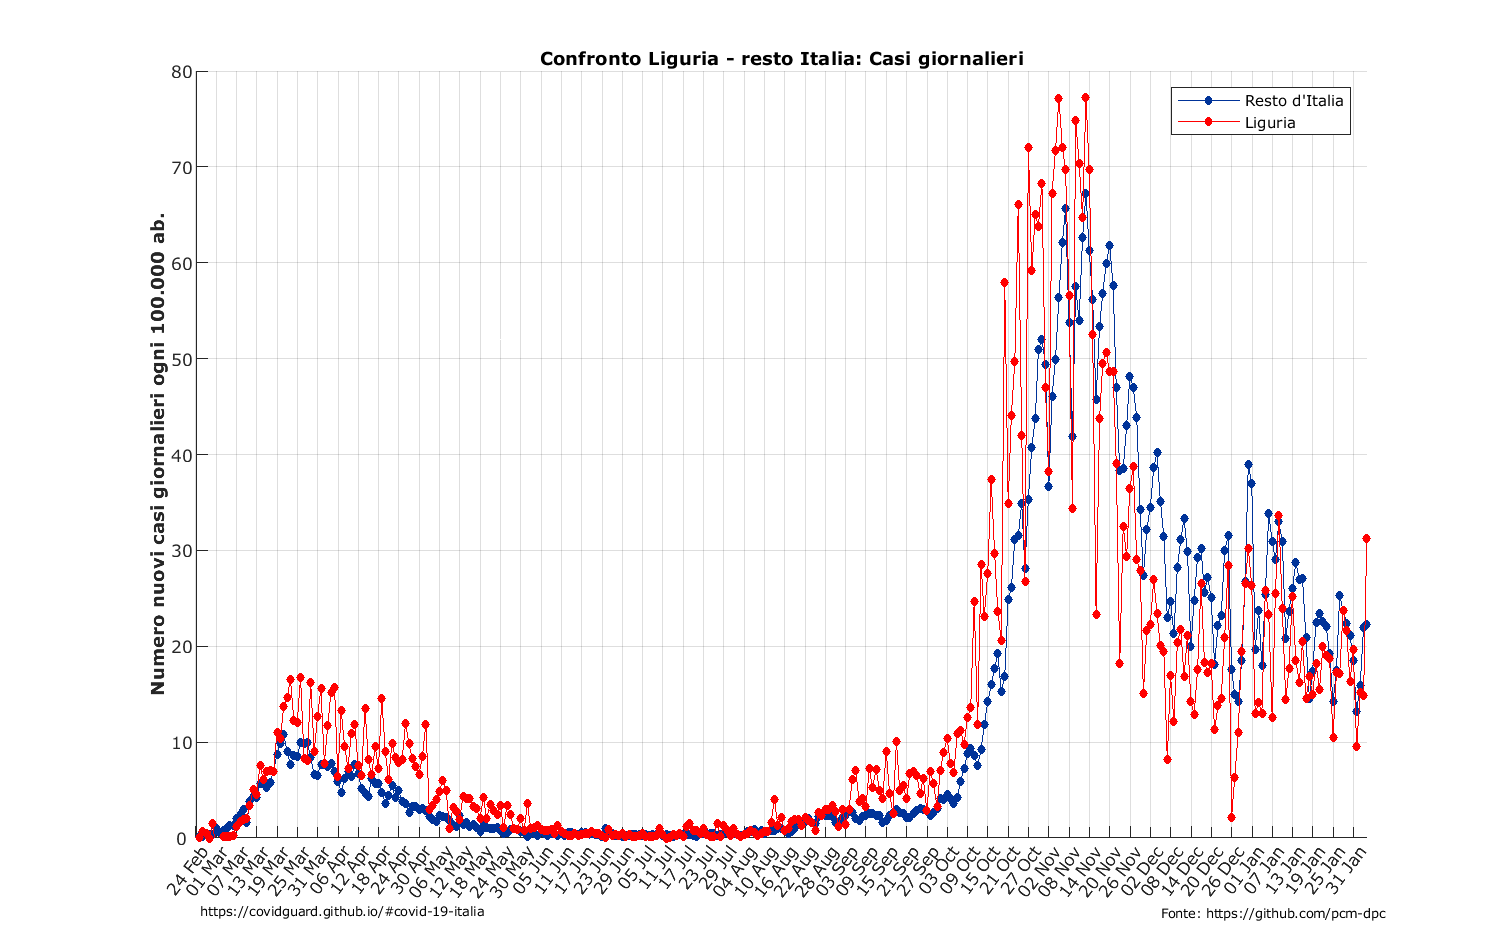 Confronto Liguria - resto Italia: Casi giornalieri
Resto d'Italia
Liguria
Numero nuovi casi giornalieri ogni 100.000 ab.
80
70
60
50
40
30
20
10
0
24 Feb
01 Mar
07 Mar
13 Mar
19 Mar
25 Mar
31 Mar
06 Apr
12 Apr
18 Apr
24 Apr
30 Apr
06 May
12 May
18 May
24 May
30 May
05 Jun
11 Jun
17 Jun
23 Jun
29 Jun
05 Jul
11 Jul
17 Jul
23 Jul
29 Jul
04 Aug
10 Aug
16 Aug
22 Aug
28 Aug
03 Sep
09 Sep
15 Sep
21 Sep
27 Sep
03 Oct
09 Oct
15 Oct
21 Oct
27 Oct
02 Nov
08 Nov
14 Nov
20 Nov
26 Nov
02 Dec
08 Dec
14 Dec
20 Dec
26 Dec
01 Jan
07 Jan
13 Jan
19 Jan
25 Jan
31 Jan
https://covidguard.github.io/#covid-19-italia
Fonte: https://github.com/pcm-dpc